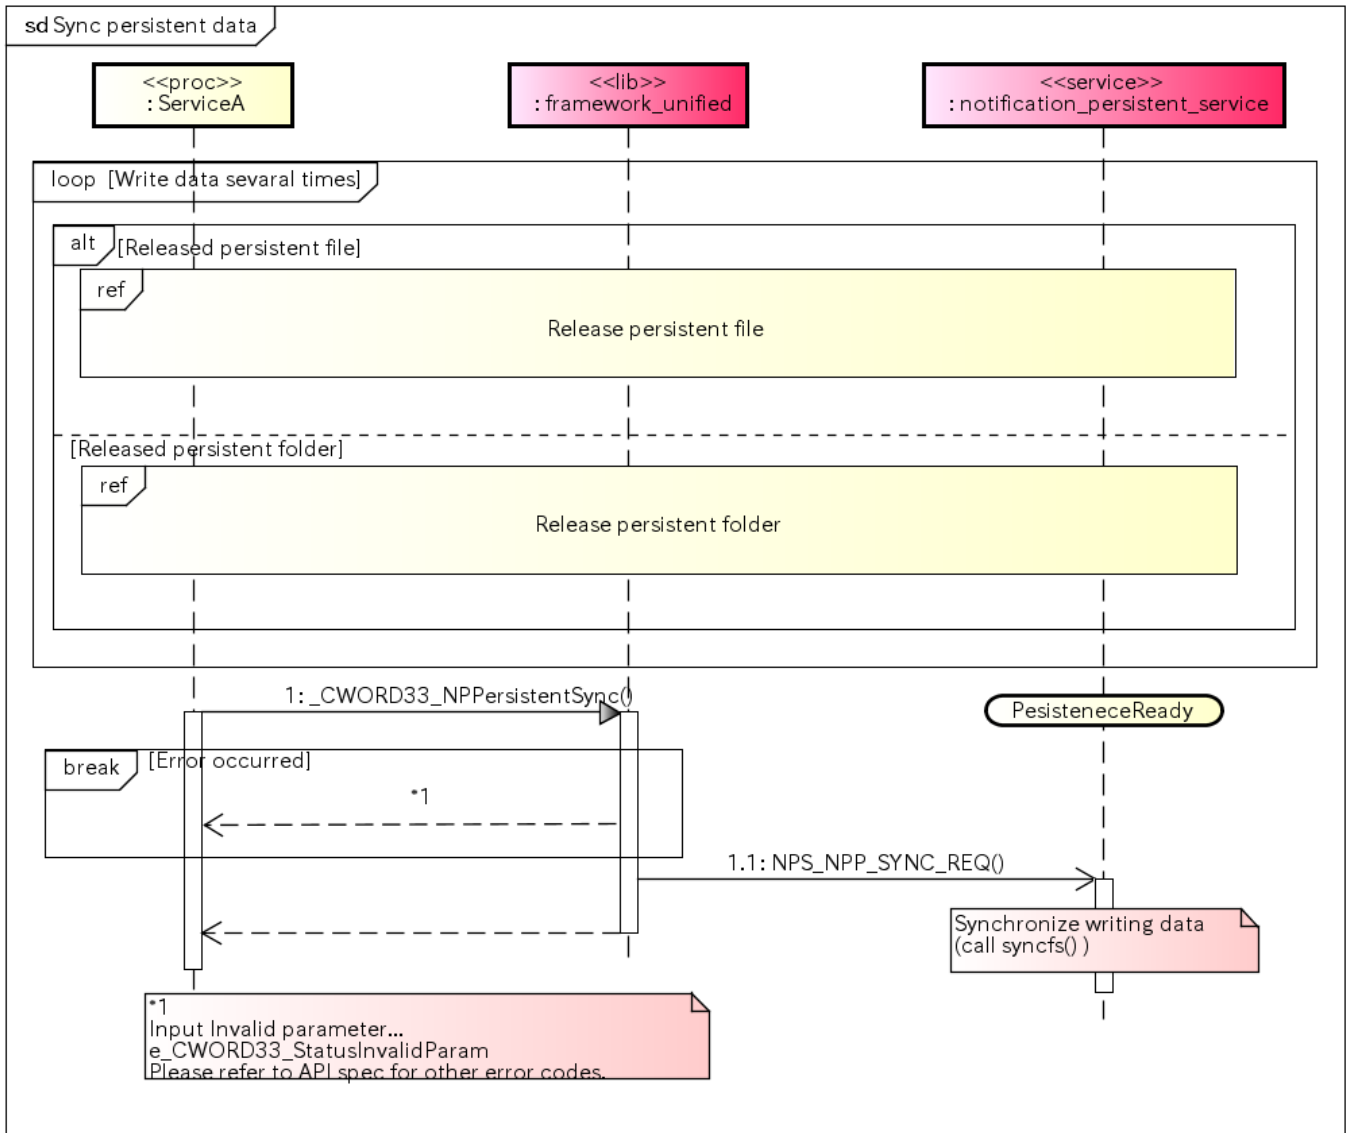 sd Sync persistent data
<<proc>>
: ServiceA
<<lib>>
: framework_unified
<<service>>
: notification_persistent_service
loop [Write data sevaral times]
alt [Released persistent file]
ref
Release persistent file
[Released persistent folder]
ref
Release persistent folder
1: _CWORD33_NPPersistentSync()
PesisteneceReady
break [Error occurred]
*1
1.1: NPS_NPP_SYNC_REQ()
Synchronize writing data
(call syncfs() )
*1
Input Invalid parameter...
e_CWORD33_StatusInvalidParam
Please refer to API spec for other error codes.